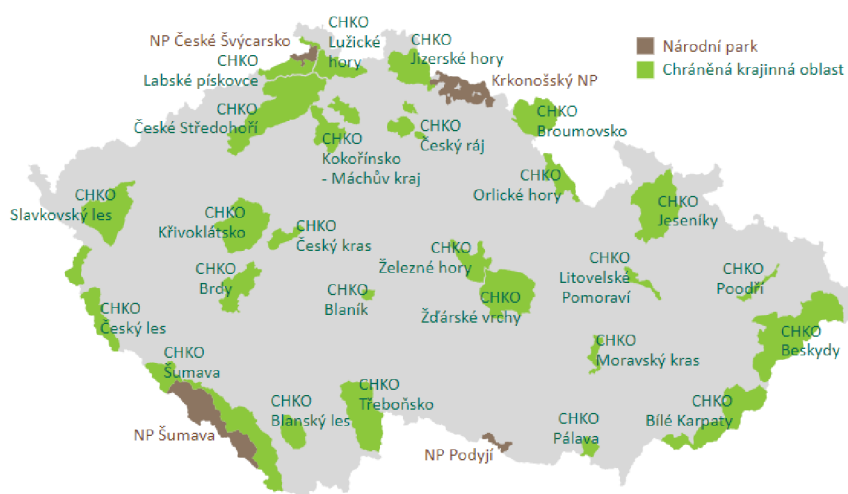 CHKO
Lužické
hory
NP České Švýcarsko
CHKO
Jizerské hory
Národní park
Chráněná krajinná oblast
CHKO
Labské pískovce
Krkonošský NP
CHKO
České Středohoří
CHKO
Kokořínsko
- Máchův kraj
CHKO
Český ráj
CHKO
Broumovsko
CHKO
Orlické hory
CHKO
Jeseníky
CHKO
Slavkovský les
CHKO
Křivoklátsko
CHKO
Český kras
CHKO
Železné hory
CHKO
Litovelské
Pomoraví
CHKO
Poodří
CHKO
Brdy
CHKO
Blaník
CHKO
Žďárské vrchy
CHKO
Český les
CHKO
Moravský kras
CHKO
Beskydy
CHKO
Šumava
CHKO
Blanský les
CHKO
Třeboňsko
CHKO
Bílé Karpaty
NP Šumava
NP Podyjí
CHKO
Pálava